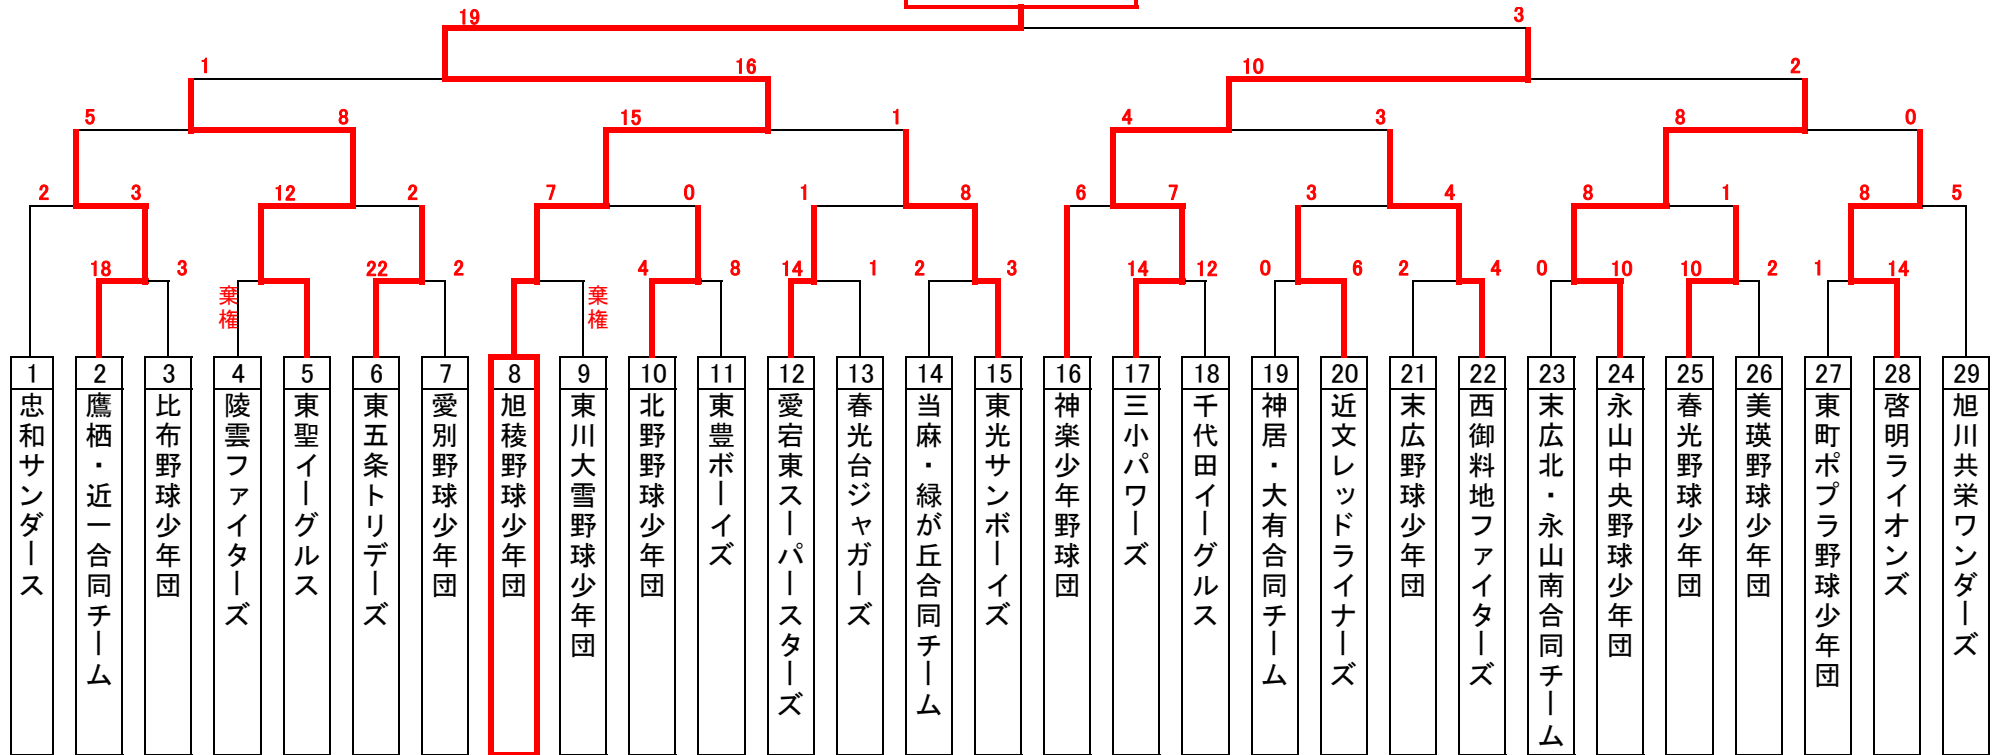 19 3
1 16 10 2
5 8 15 1 4 3 8 0
2 3 12 2 7 0 1 8 6 7 3 4 8 1 8 5
18 3 22 2 4 8 14 1 2 3 14 12 0 6 2 4 0 10 10 2 1 14
棄権
棄権
1 忠和サンダース
2 鷹栖・近一合同チーム
3 比布野球少年団
4 陵雲ファイターズ
5 東聖イーグルス
6 東五条トリデーズ
7 愛別野球少年団
8 旭稜野球少年団
9 東川大雪野球少年団
10 北野野球少年団
11 東豊ボーイズ
12 愛宕東スーパースターズ
13 春光台ジャガーズ
14 当麻・緑が丘合同チーム
15 東光サンボーイズ
16 神楽少年野球団
17 三小パワーズ
18 千代田イーグルス
19 神居・大有合同チーム
20 近文レッドライナーズ
21 末広野球少年団
22 西御料地ファイターズ
23 末広北・永山南合同チーム
24 永山中央野球少年団
25 春光野球少年団
26 美瑛野球少年団
27 東町ポプラ野球少年団
28 啓明ライオンズ
29 旭川共栄ワンダーズ